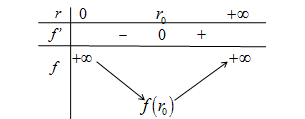 r 0 r₀ +∞
f' − 0 +
f +∞ +∞
f(r₀)